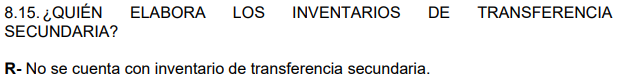 8.15. ¿QUIÉN ELABORA LOS INVENTARIOS DE TRANSFERENCIA
SECUNDARIA?
R- No se cuenta con inventario de transferencia secundaria.